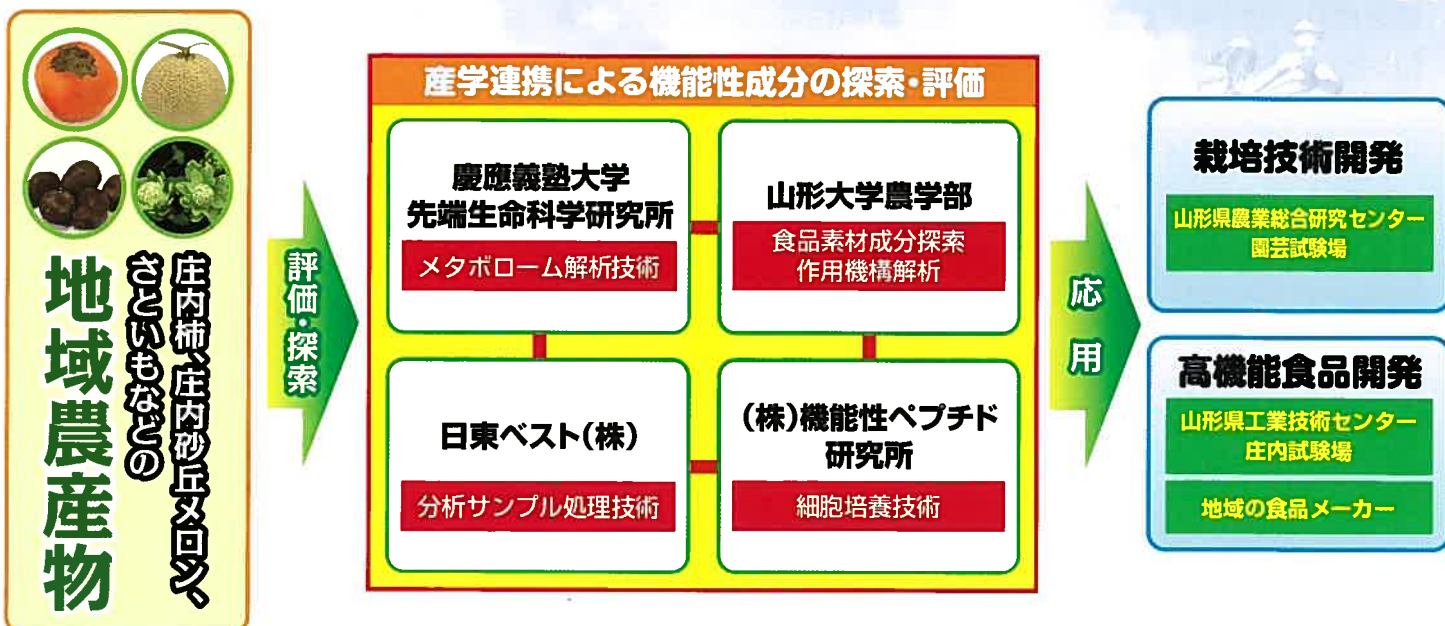 庄内柿、庄内砂丘メロン、
さといもなどの
地域農産物
評価・探索
産学連携による機能性成分の探索・評価
慶應義塾大学
先端生命科学研究所
メタボローム解析技術
山形大学農学部
食品素材成分探索
作用機構解析
日東ベスト(株)
分析サンプル処理技術
(株)機能性ペプチド
研究所
細胞培養技術
応用
栽培技術開発
山形県農業総合研究センター
園芸試験場
高機能食品開発
山形県工業技術センター
庄内試験場
地域の食品メーカー